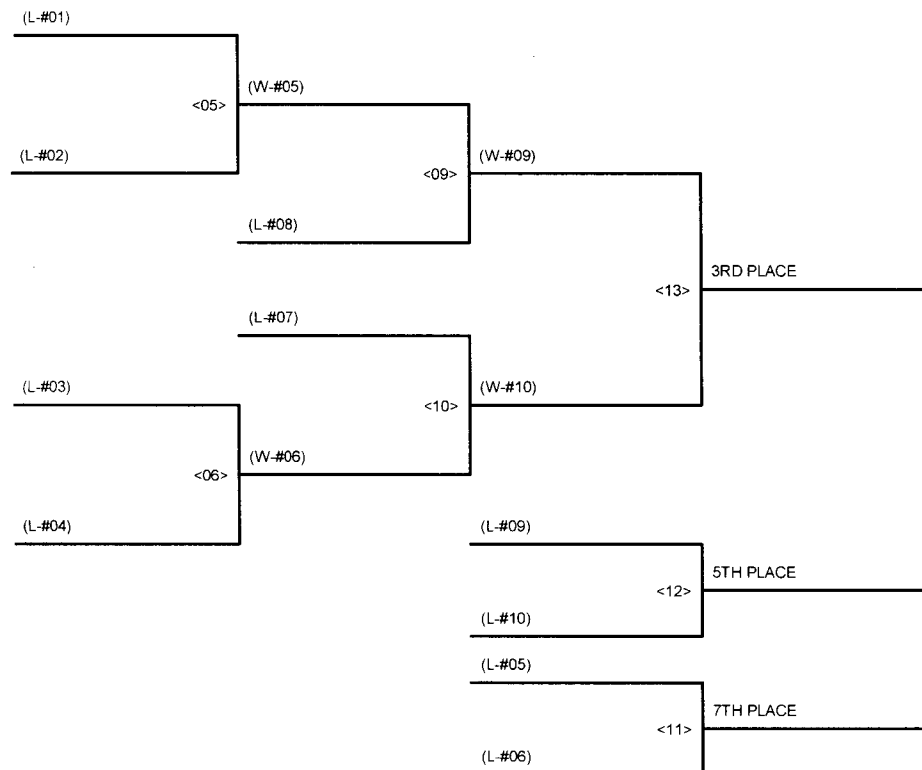 (L-#01)
(W-#05)
<05>
(L-#02)
(W-#09)
<09>
(L-#08)
3RD PLACE
<13>
(L-#07)
(L-#03)
(W-#10)
<10>
(W-#06)
<06>
(L-#04)
(L-#09)
5TH PLACE
<12>
(L-#10)
(L-#05)
7TH PLACE
<11>
(L-#06)